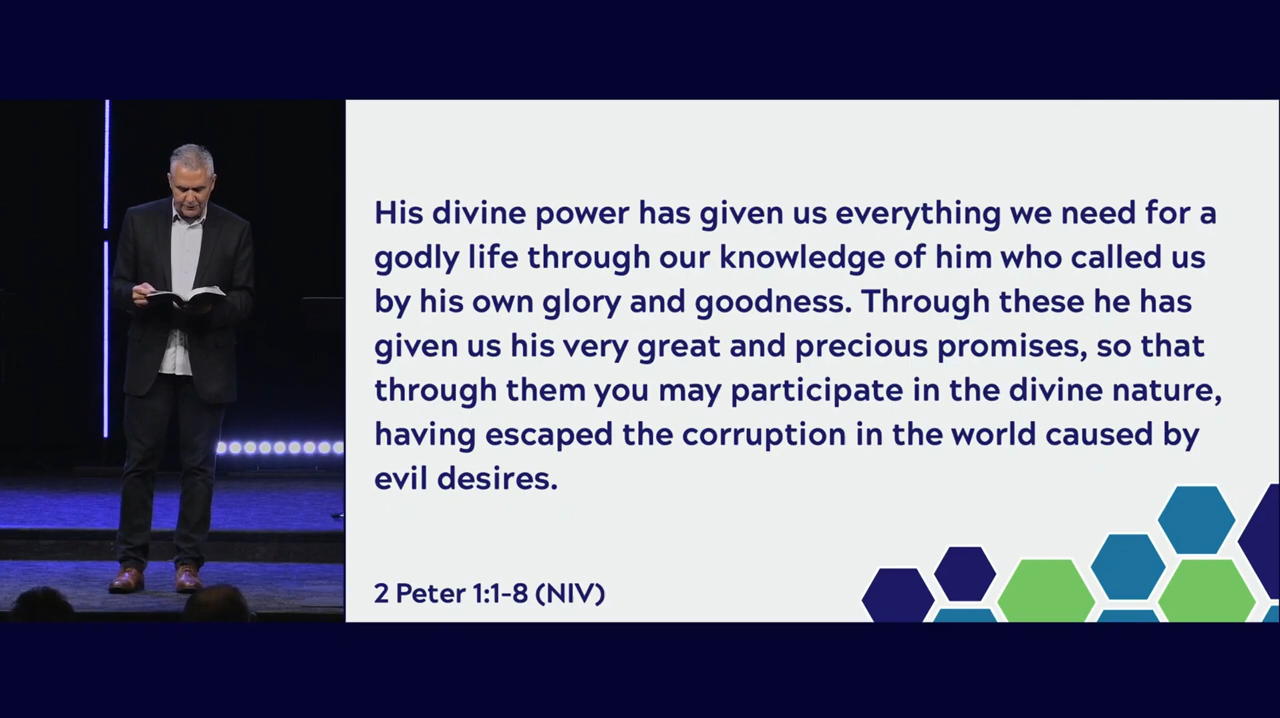 His divine power has given us everything we need for a
godly life through our knowledge of him who called us
by his own glory and goodness. Through these he has
given us his very great and precious promises, so that
through them you may participate in the divine nature,
having escaped the corruption in the world caused by
evil desires.
2 Peter 1:1-8 (NIV)